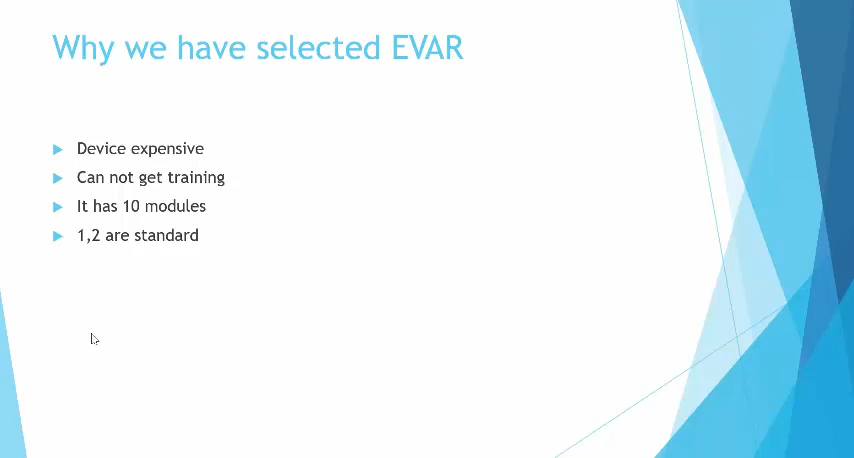 Why we have selected EVAR
Device expensive
Can not get training
It has 10 modules
1,2 are standard